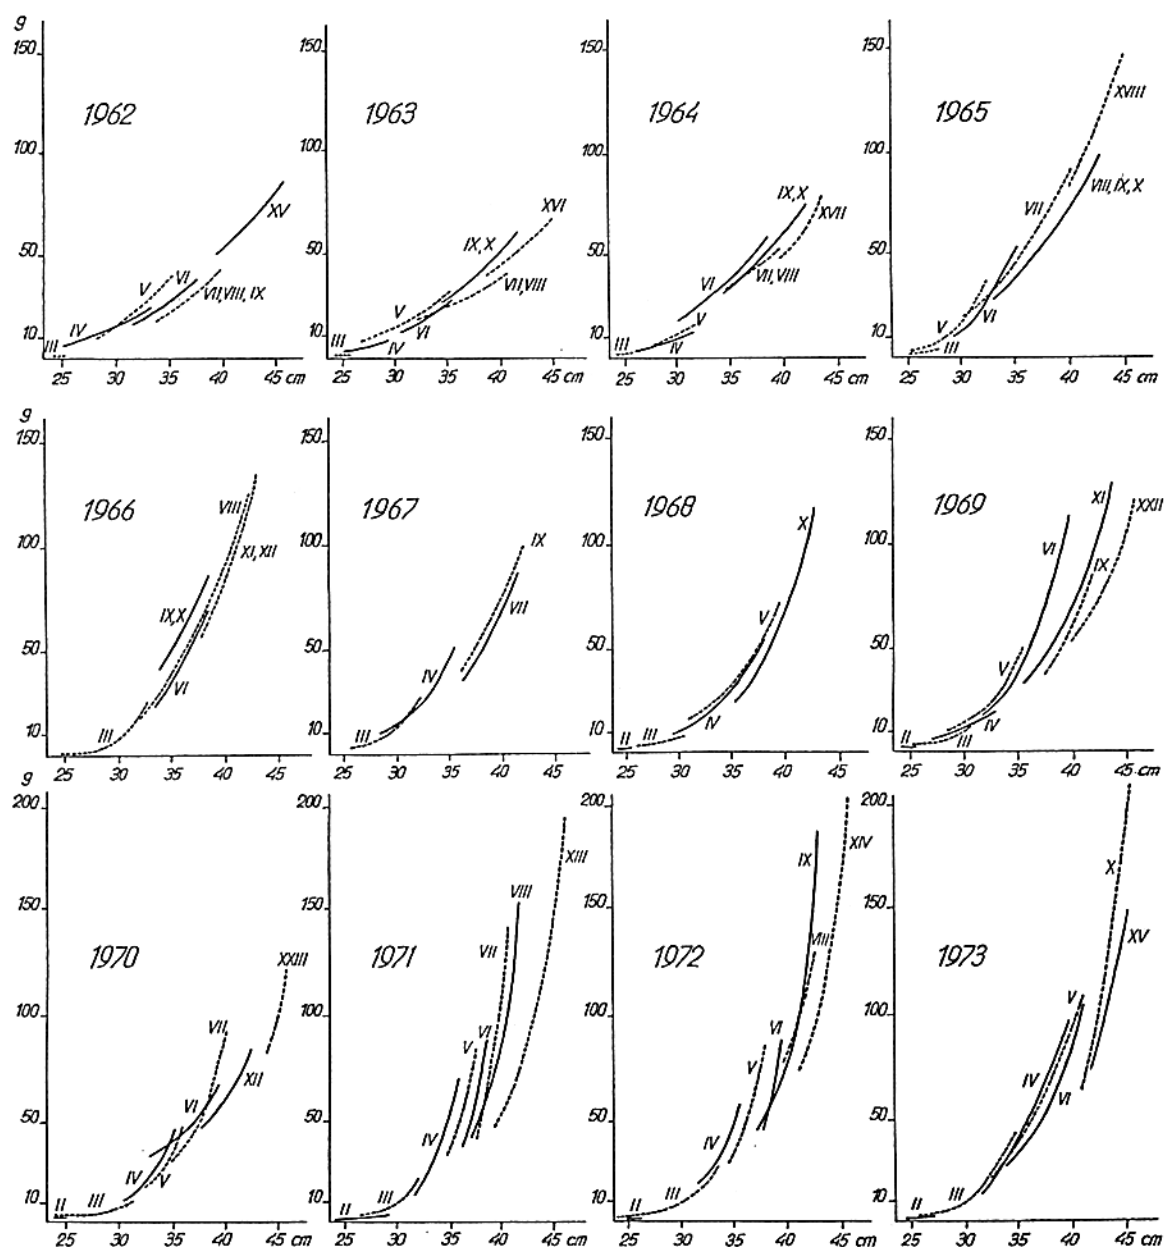 g
150
100
50
10
1962
III
IV
V
VI
VII, VIII, IX
XV
25 30 35 40 45 cm
150
100
50
10
1963
III
IV
V
VI
IX, X
VII, VIII
XVI
25 30 35 40 45 cm
150
100
50
10
1964
III
IV
V
VI
VII, VIII
IX, X
XVII
25 30 35 40 45 cm
150
100
50
10
1965
III
V
VI
VII
VIII, IX, X
XVIII
25 30 35 40 45 cm
g
150
100
50
10
1966
III
VI
IX, X
VIII
XI, XII
25 30 35 40 45 cm
150
100
50
10
1967
III
IV
VII
IX
25 30 35 40 45 cm
150
100
50
10
1968
II
III
IV
V
X
25 30 35 40 45 cm
150
100
50
10
1969
II
III
IV
V
VI
IX
XI
XXII
25 30 35 40 45 cm
g
200
150
100
50
10
1970
II
III
IV
V
VI
VII
XII
XXIII
25 30 35 40 45 cm
200
150
100
50
10
1971
II
III
IV
V
VI
VII
VIII
XIII
25 30 35 40 45 cm
200
150
100
50
10
1972
II
III
IV
V
VI
VIII
IX
XIV
25 30 35 40 45 cm
200
150
100
50
10
1973
II
III
IV
V
VI
X
XV
25 30 35 40 45 cm